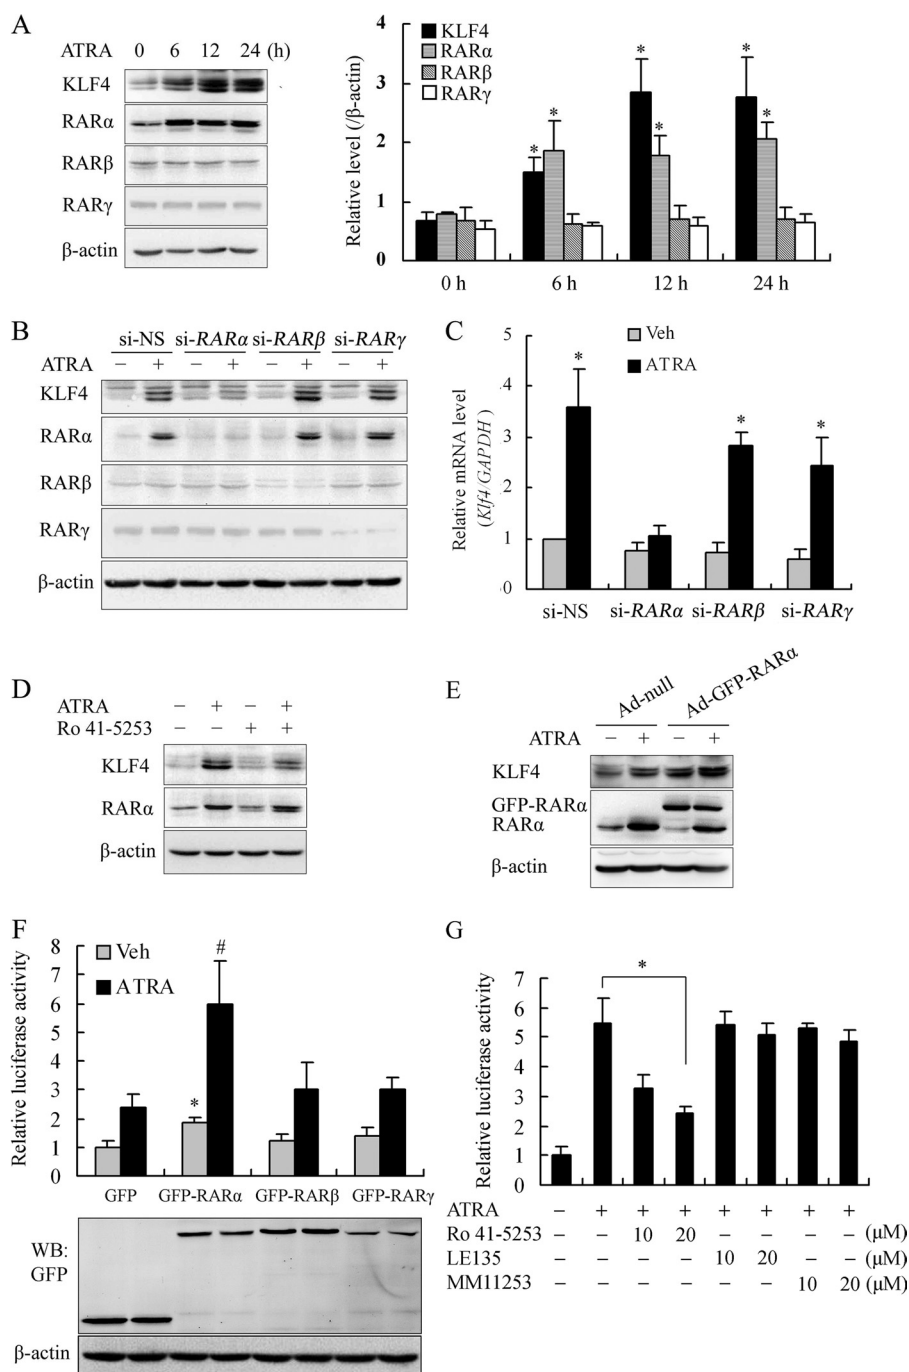 A
ATRA 0 6 12 24 (h)
KLF4
RARα
RARβ
RARγ
β-actin
Relative level (/β-actin)
4
3
2
1
0
KLF4
RARα
RARβ
RARγ
* * * * * *
0 h 6 h 12 h 24 h
B
si-NS si-RARα si-RARβ si-RARγ
ATRA − + − + − + − +
KLF4
RARα
RARβ
RARγ
β-actin
C
Relative mRNA level
(Klf4/GAPDH)
5
4
3
2
1
0
Veh
ATRA
* * *
si-NS si-RARα si-RARβ si-RARγ
D
ATRA − + − +
Ro 41-5253 − − + +
KLF4
RARα
β-actin
E
Ad-null Ad-GFP-RARα
ATRA − + − +
KLF4
GFP-RARα
RARα
β-actin
F
Relative luciferase activity
8
7
6
5
4
3
2
1
0
Veh
ATRA
* #
GFP GFP-RARα GFP-RARβ GFP-RARγ
WB:
GFP
β-actin
G
Relative luciferase activity
7
6
5
4
3
2
1
0
*
ATRA − + + + + + + +
Ro 41-5253 − − 10 20 − − − − (μM)
LE135 − − − − 10 20 − − (μM)
MM11253 − − − − − − 10 20 (μM)